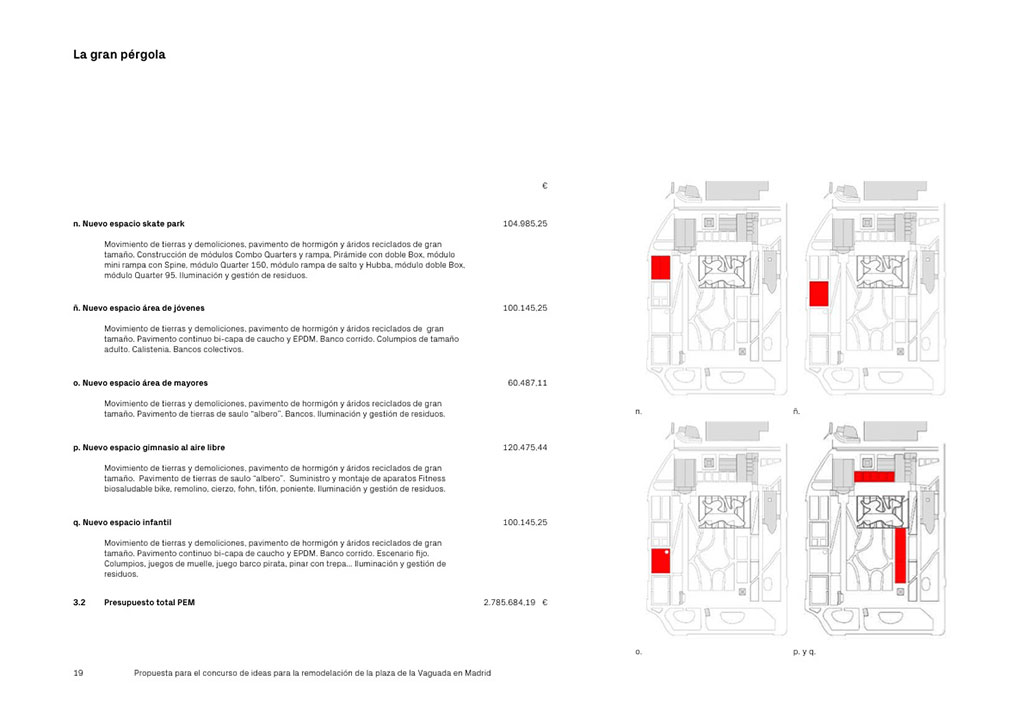 La gran pérgola
€
n. Nuevo espacio skate park 104.985,25
Movimiento de tierras y demoliciones, pavimento de hormigón y áridos reciclados de gran
tamaño. Construcción de módulos Combo Quarters y rampa, Pirámide con doble Box, módulo
mini rampa con Spine, módulo Quarter 150, módulo rampa de salto y Hubba, módulo doble Box,
módulo Quarter 95. Iluminación y gestión de residuos.
ñ. Nuevo espacio área de jóvenes 100.145,25
Movimiento de tierras y demoliciones, pavimento de hormigón y áridos reciclados de gran
tamaño. Pavimento continuo bi-capa de caucho y EPDM. Banco corrido. Columpios de tamaño
adulto. Calistenia. Bancos colectivos.
o. Nuevo espacio área de mayores 60.487,11
Movimiento de tierras y demoliciones, pavimento de hormigón y áridos reciclados de gran
tamaño. Pavimento de tierras de saulo “albero”. Bancos. Iluminación y gestión de residuos.
p. Nuevo espacio gimnasio al aire libre 120.475,44
Movimiento de tierras y demoliciones, pavimento de hormigón y áridos reciclados de gran
tamaño. Pavimento de tierras de saulo “albero”. Suministro y montaje de aparatos Fitness
biosaludable bike, remolino, cierzo, fohn, tifón, poniente. Iluminación y gestión de residuos.
q. Nuevo espacio infantil 100.145,25
Movimiento de tierras y demoliciones, pavimento de hormigón y áridos reciclados de gran
tamaño. Pavimento continuo bi-capa de caucho y EPDM. Banco corrido. Escenario fijo.
Columpios, juegos de muelle, juego barco pirata, pinar con trepa... Iluminación y gestión de
residuos.
3.2 Presupuesto total PEM 2.785.684,19 €
n.
ñ.
o.
p. y q.
19 Propuesta para el concurso de ideas para la remodelación de la plaza de la Vaguada en Madrid